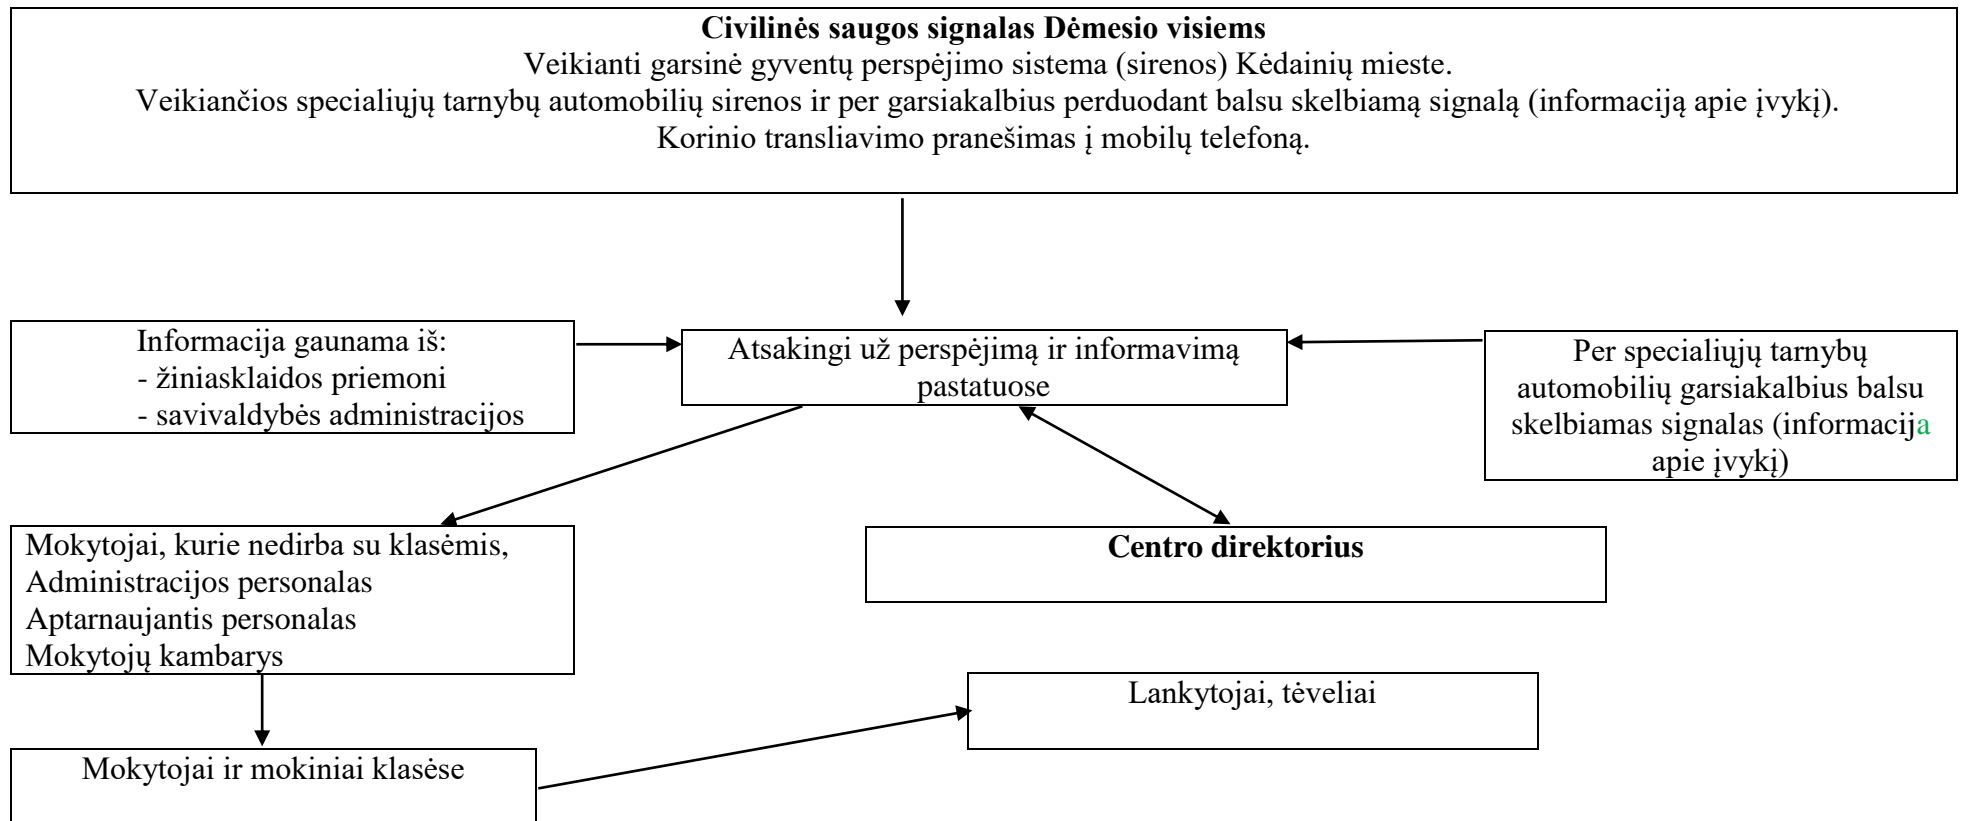 Civilinės saugos signalas Dėmesio visiems
Veikianti garsinė gyventų perspėjimo sistema (sirenos) Kėdainių mieste.
Veikiančios specialiųjų tarnybų automobilių sirenos ir per garsiakalbius perduodant balsu skelbiamą signalą (informaciją apie įvykį).
Korinio transliavimo pranešimas į mobilų telefoną.
Informacija gaunama iš:
- žiniasklaidos priemoni
- savivaldybės administracijos
Atsakingi už perspėjimą ir informavimą
pastatuose
Per specialiųjų tarnybų
automobilių garsiakalbius balsu
skelbiamas signalas (informacija
apie įvykį)
Mokytojai, kurie nedirba su klasėmis,
Administracijos personalas
Aptarnaujantis personalas
Mokytojų kambarys
Centro direktorius
Lankytojai, tėveliai
Mokytojai ir mokiniai klasėse